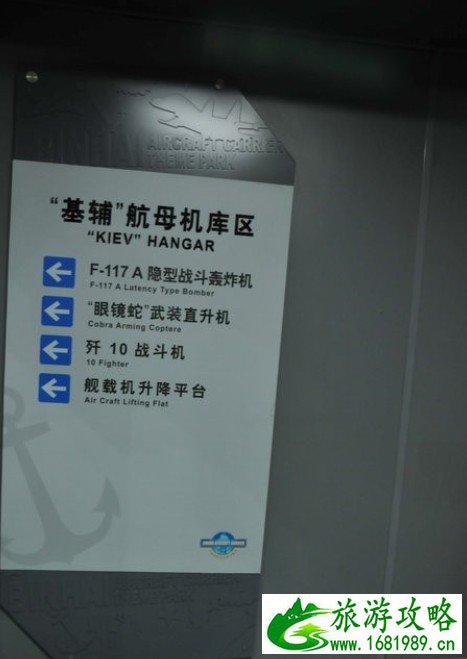 BINHAI
AIRCRAFT CARRIER
THEME PARK
“基辅”航母机库区
“KIEV” HANGAR
F-117 A 隐型战斗轰炸机
F-117 A Latency Type Bomber
“眼镜蛇”武装直升机
Cobra Arming Coptere
歼 10 战斗机
10 Fighter
舰载机升降平台
Air Craft Lifting Flat
BINHAI
旅游攻略
www.1681989.cn